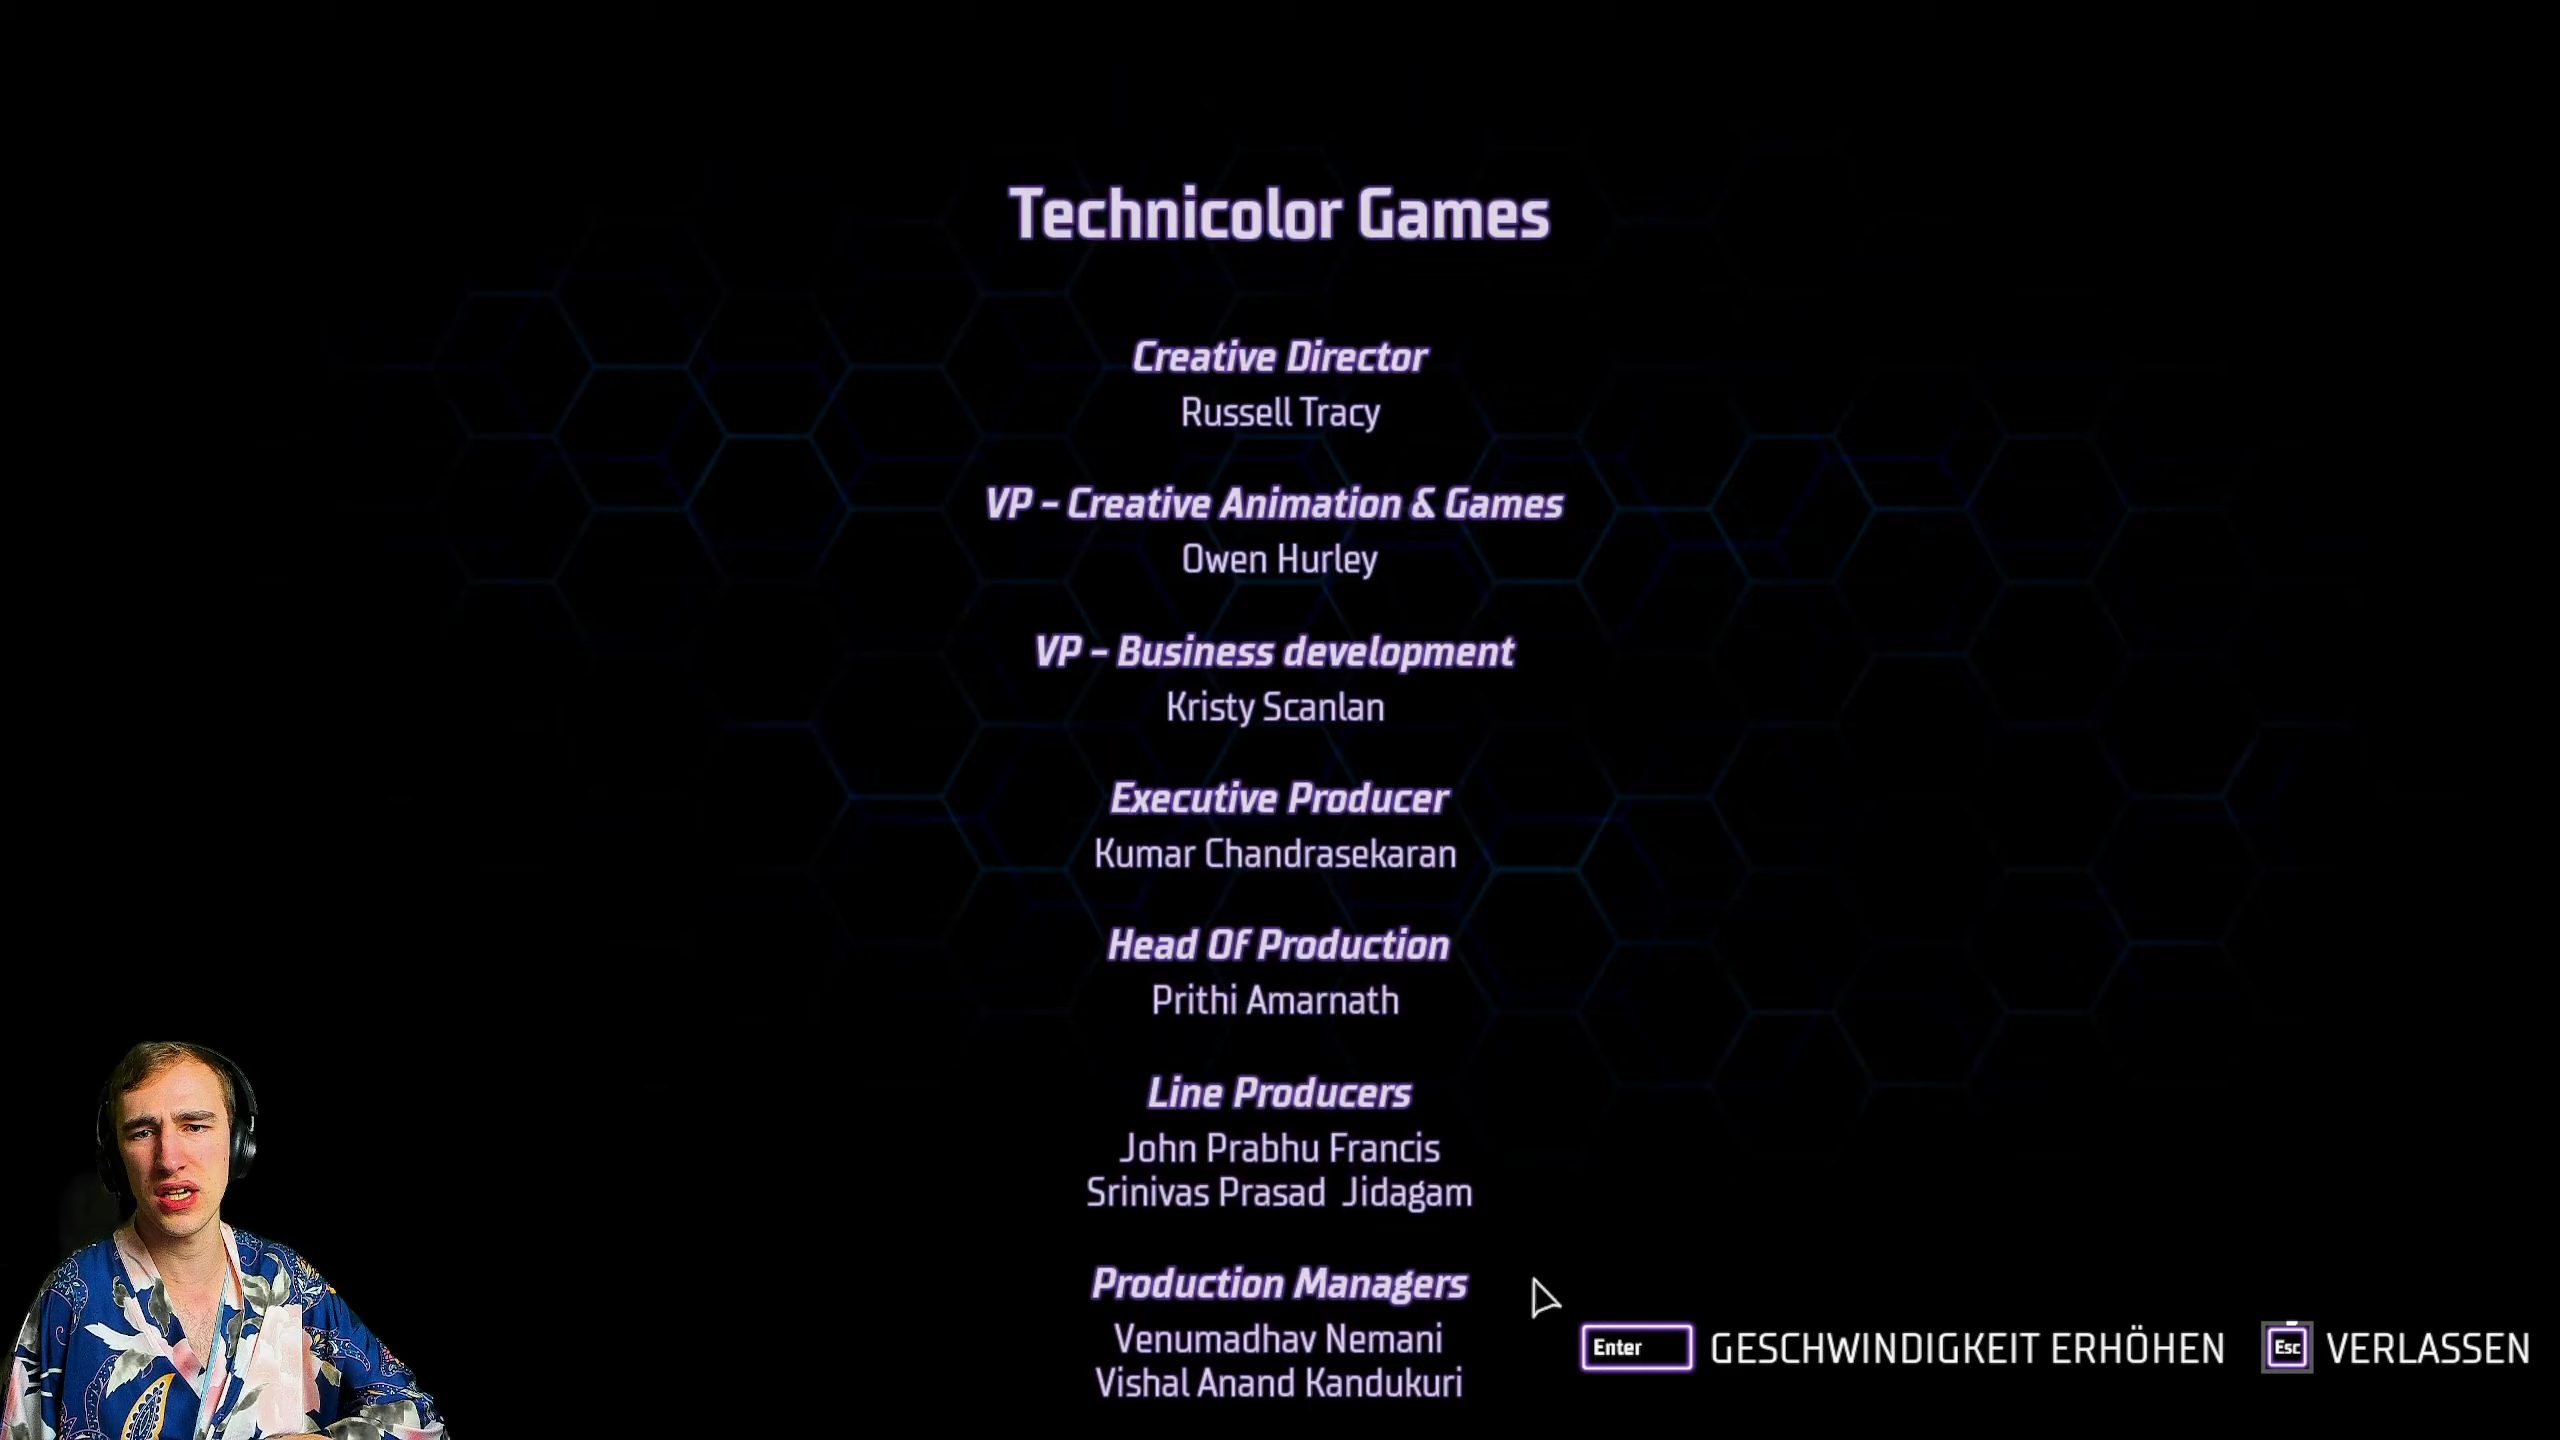 Technicolor Games
Creative Director
Russell Tracy
VP - Creative Animation & Games
Owen Hurley
VP - Business development
Kristy Scanlan
Executive Producer
Kumar Chandrasekaran
Head Of Production
Prithi Amarnath
Line Producers
John Prabhu Francis
Srinivas Prasad  Jidagam
Production Managers
Venumadhav Nemani
Vishal Anand Kandukuri
Enter GESCHWINDIGKEIT ERHÖHEN Esc VERLASSEN